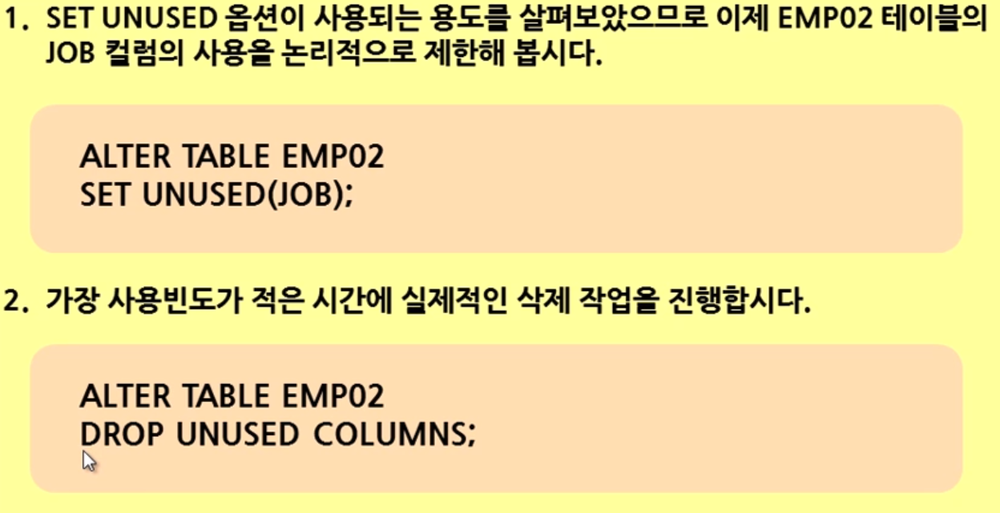 1. SET UNUSED 옵션이 사용되는 용도를 살펴보았으므로 이제 EMP02 테이블의
JOB 컬럼의 사용을 논리적으로 제한해 봅시다.
ALTER TABLE EMP02
SET UNUSED(JOB);
2. 가장 사용빈도가 적은 시간에 실제적인 삭제 작업을 진행합시다.
ALTER TABLE EMP02
DROP UNUSED COLUMNS;